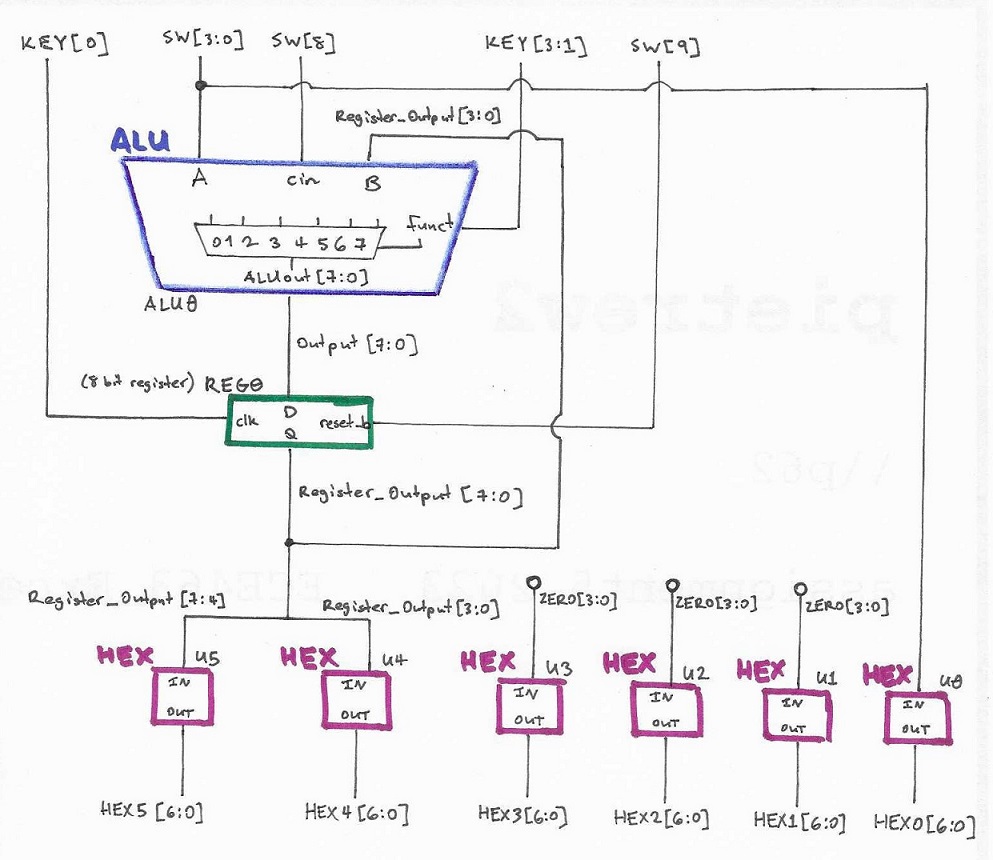 KEY[0] SW[3:0] SW[8] KEY[3:1] SW[9]
Register_Output[3:0]
ALU
A cin B
funct
0 1 2 3 4 5 6 7
ALUout [7:0]
ALU0
Output [7:0]
(8 bit register) REG0
clk D reset_b
Q
Register_Output [7:0]
Register_Output [7:4] Register_Output [3:0] ZERO[3:0] ZERO[3:0] ZERO[3:0]
HEX U5 HEX U4 HEX U3 HEX U2 HEX U1 HEX U0
IN IN IN IN IN IN
OUT OUT OUT OUT OUT OUT
HEX5 [6:0] HEX4 [6:0] HEX3[6:0] HEX2[6:0] HEX1[6:0] HEX0[6:0]
pietrew2
\\p62